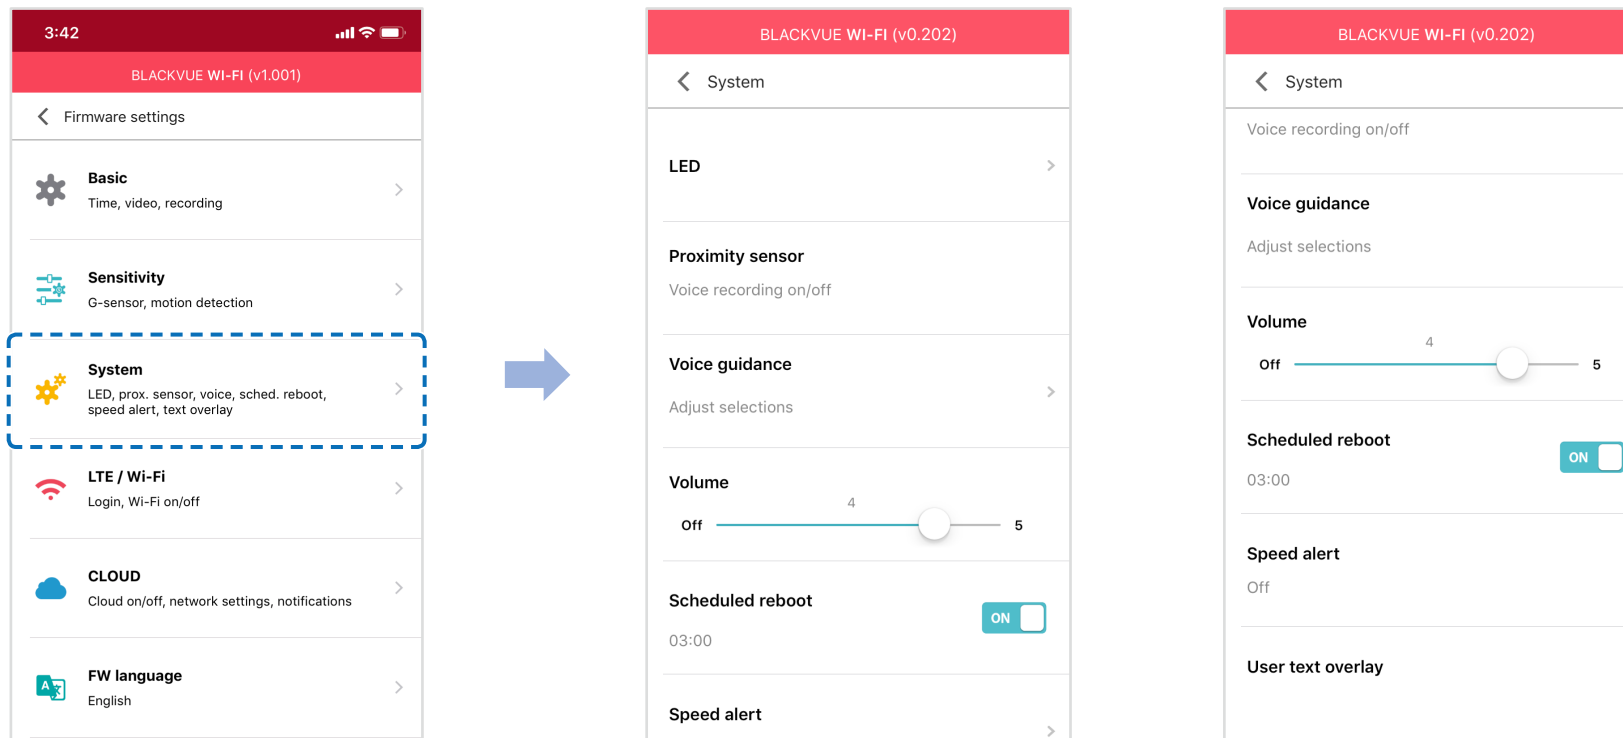 3:42
BLACKVUE WI-FI (v1.001)
Firmware settings
Basic
Time, video, recording
Sensitivity
G-sensor, motion detection
System
LED, prox. sensor, voice, sched. reboot,
speed alert, text overlay
LTE / Wi-Fi
Login, Wi-Fi on/off
CLOUD
Cloud on/off, network settings, notifications
FW language
English
BLACKVUE WI-FI (v0.202)
System
LED
Proximity sensor
Voice recording on/off
Voice guidance
Adjust selections
Volume
4
Off 5
Scheduled reboot
ON
03:00
Speed alert
BLACKVUE WI-FI (v0.202)
System
Voice recording on/off
Voice guidance
Adjust selections
Volume
4
Off 5
Scheduled reboot
ON
03:00
Speed alert
Off
User text overlay